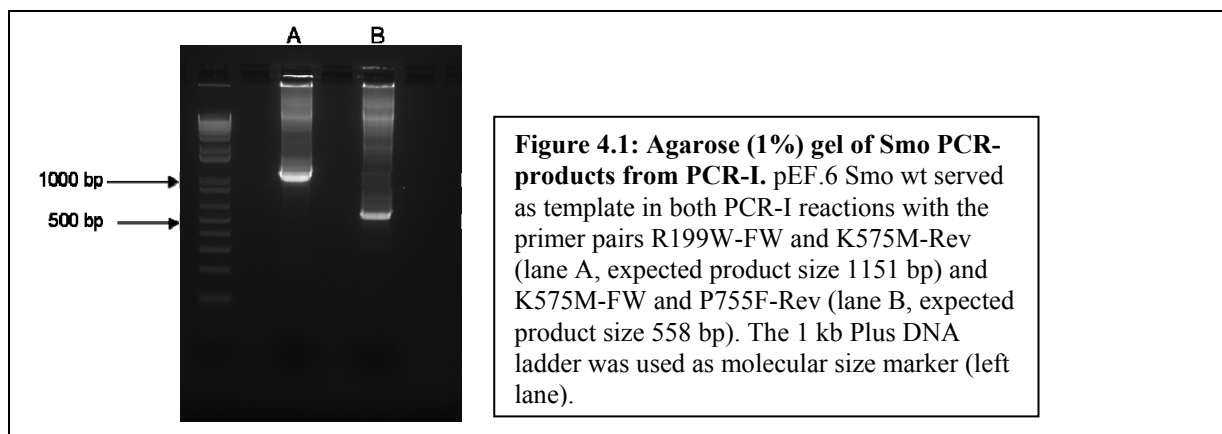 A B
1000 bp
500 bp
Figure 4.1: Agarose (1%) gel of Smo PCR-
products from PCR-I. pEF.6 Smo wt served
as template in both PCR-I reactions with the
primer pairs R199W-FW and K575M-Rev
(lane A, expected product size 1151 bp) and
K575M-FW and P755F-Rev (lane B, expected
product size 558 bp). The 1 kb Plus DNA
ladder was used as molecular size marker (left
lane).